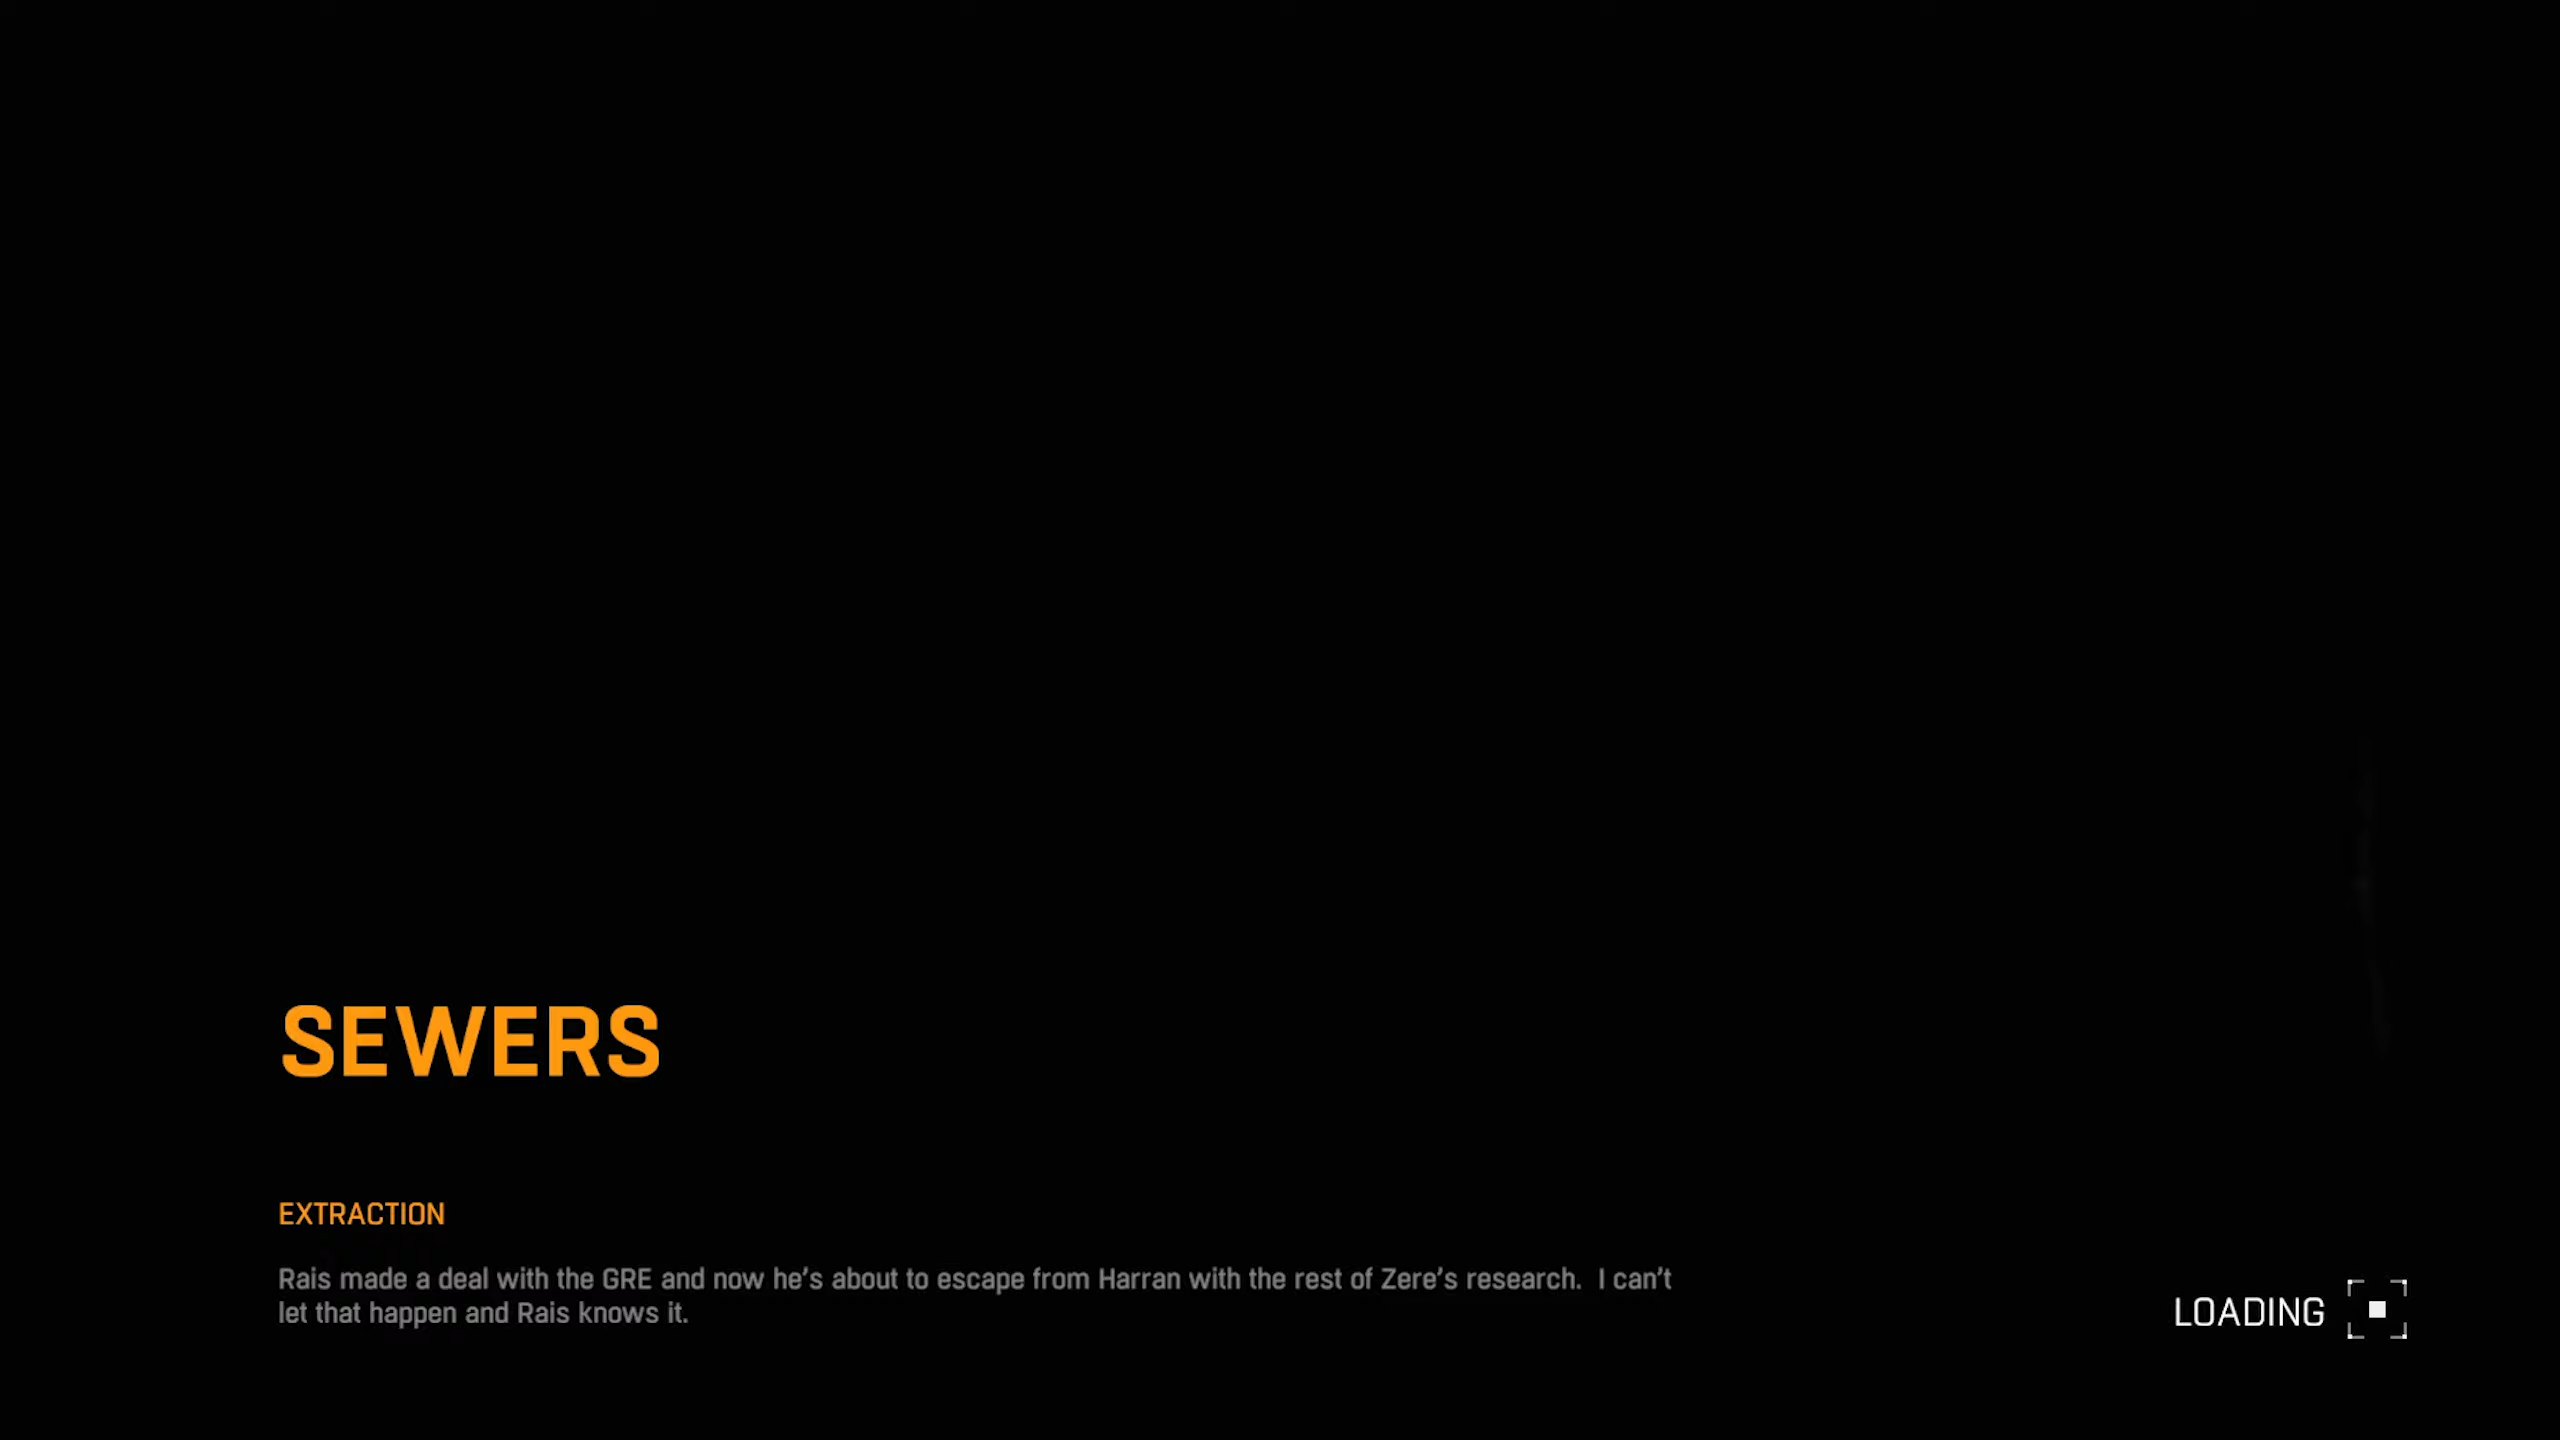 SEWERS
EXTRACTION
Rais made a deal with the GRE and now he’s about to escape from Harran with the rest of Zere’s research.  I can’t
let that happen and Rais knows it.
LOADING